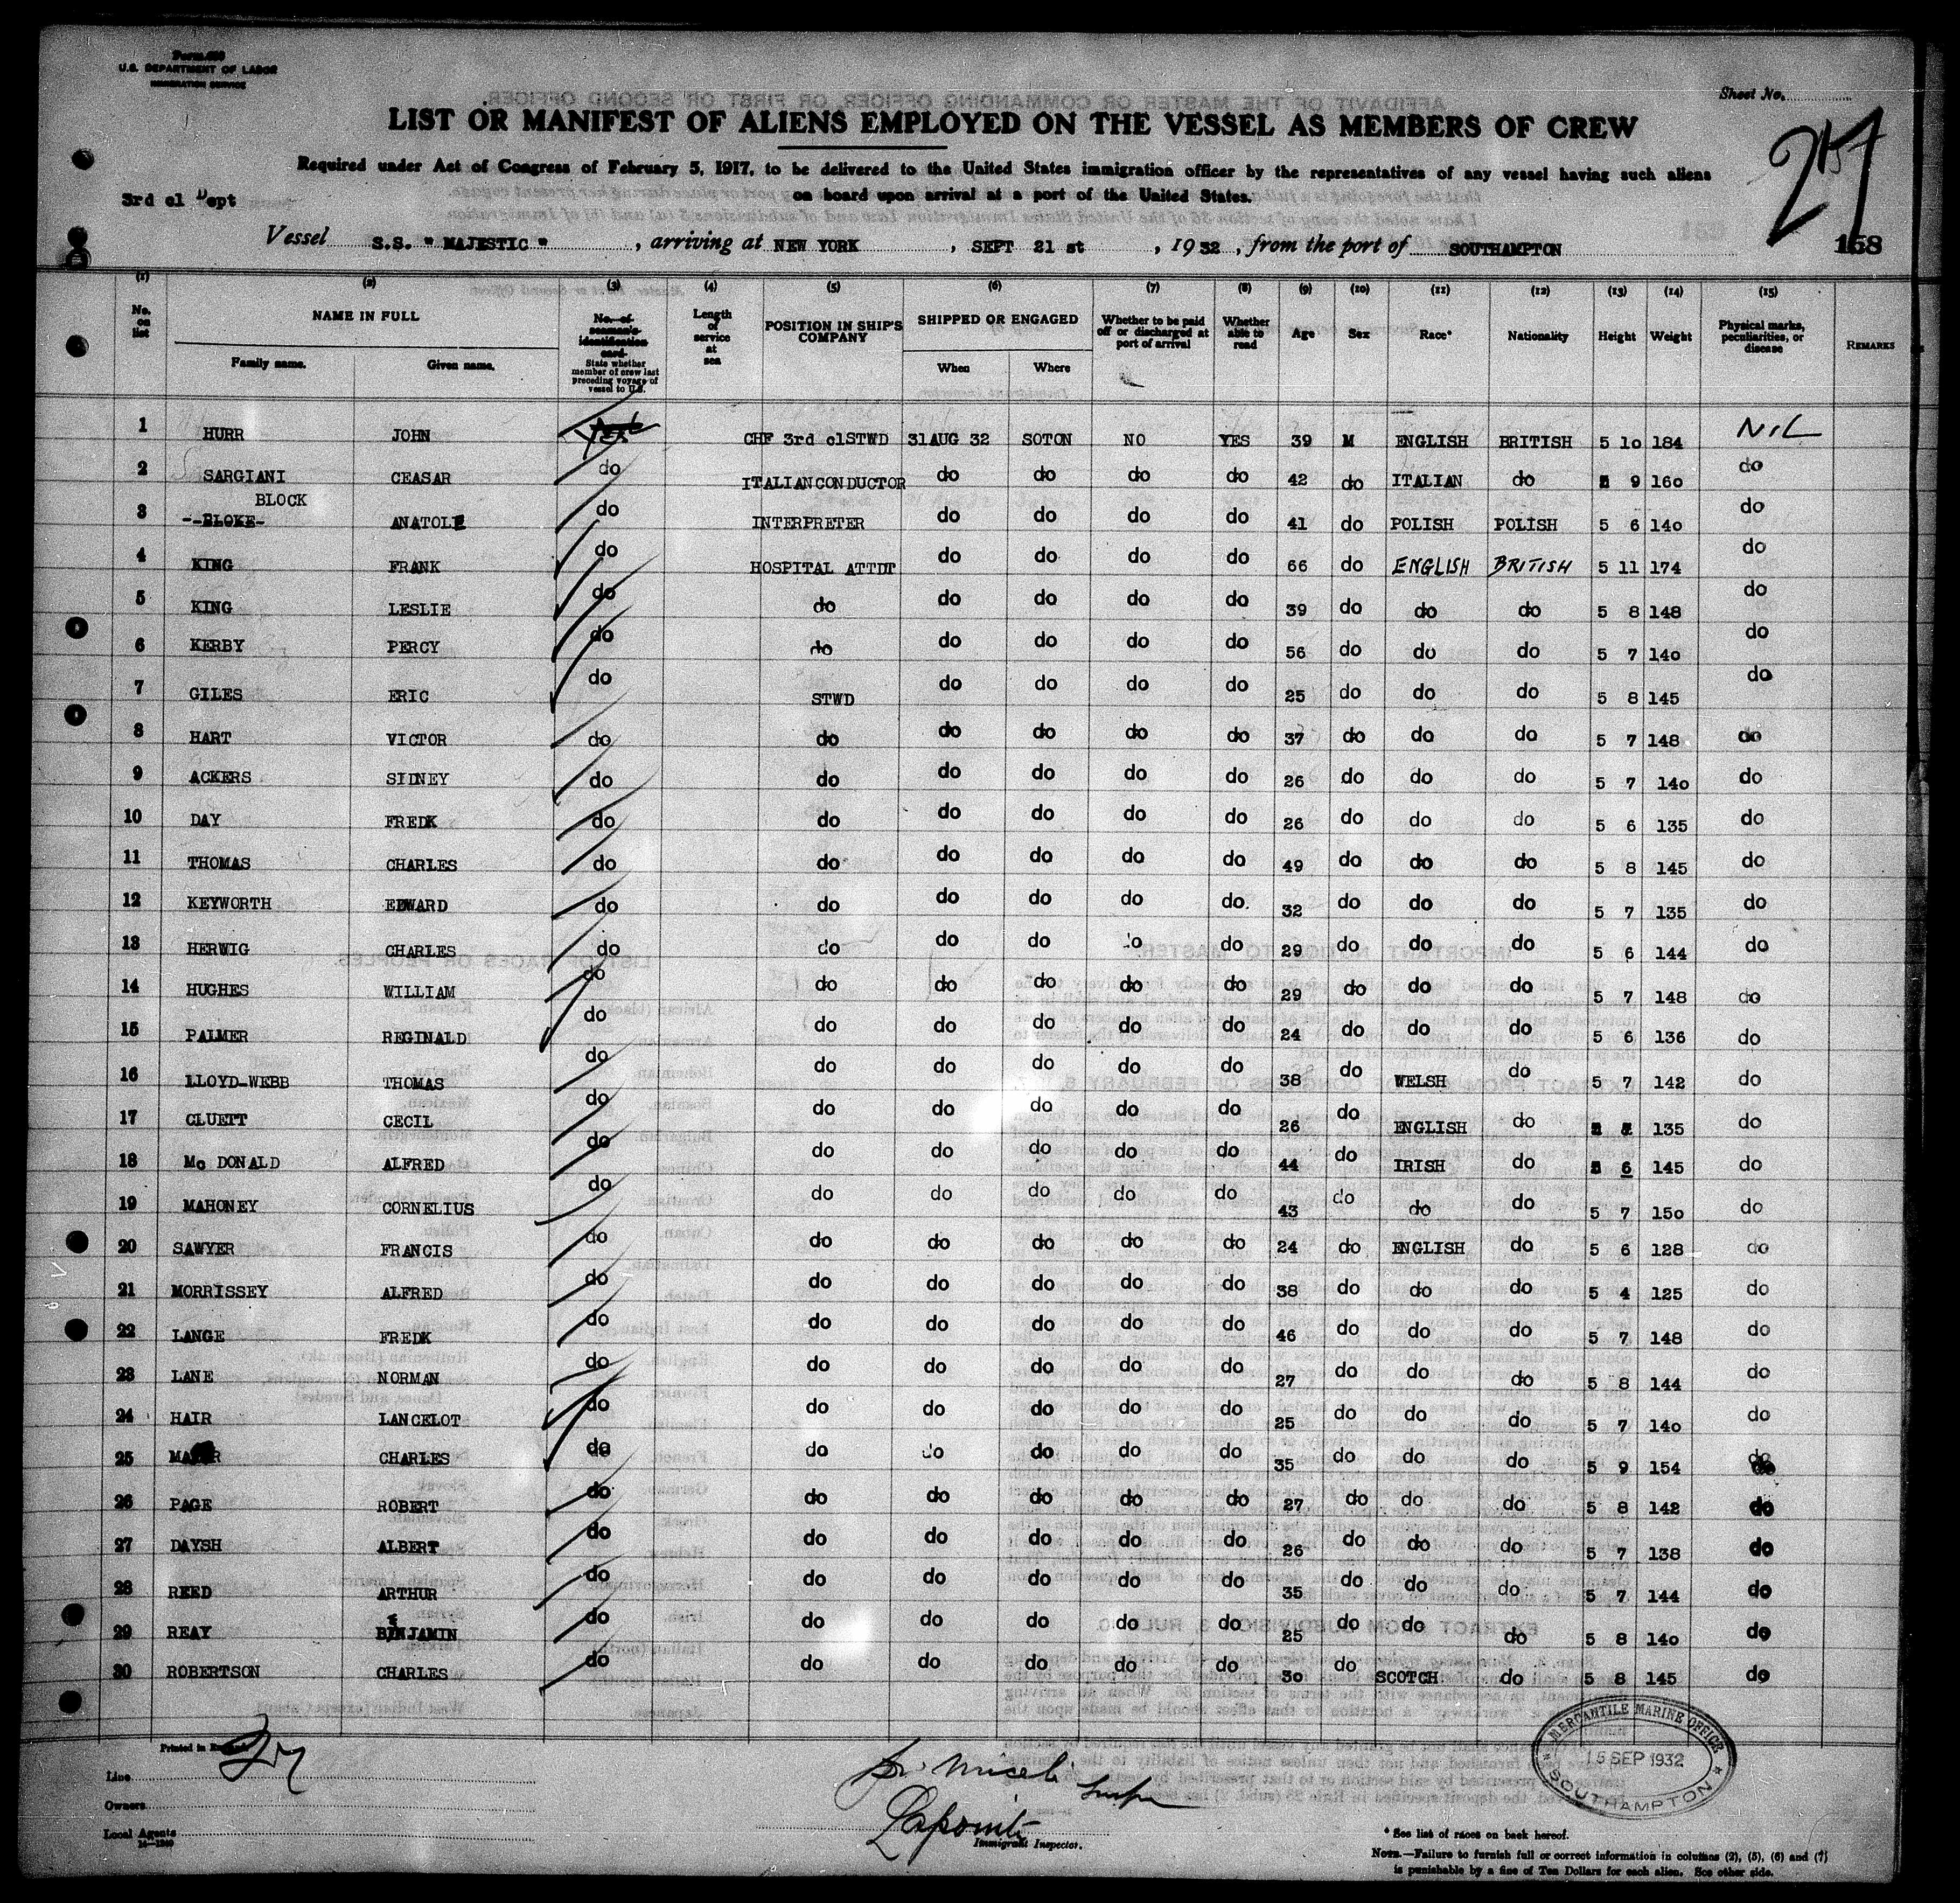 U.S. DEPARTMENT OF LABOR
IMMIGRATION SERVICE
Sheet No.
LIST OR MANIFEST OF ALIENS EMPLOYED ON THE VESSEL AS MEMBERS OF CREW
Required under Act of Congress of February 5, 1917, to be delivered to the United States immigration officer by the representatives of any vessel having such aliens
on board upon arrival at a port of the United States.
3rd cl Dept
Vessel S.S. "MAJESTIC", arriving at NEW YORK, SEPT 21 st, 1932, from the port of SOUTHAMPTON 158
(1) (2) (3) (4) (5) (6) (7) (8) (9) (10) (11) (12) (13) (14) (15)
No. on list NAME IN FULL Family name. Given name. No. of seaman's identification card. State whether member of crew last preceding voyage of vessel to U.S. Length of service at sea POSITION IN SHIP'S COMPANY SHIPPED OR ENGAGED When Where Whether to be paid off or discharged at port of arrival Whether able to read Age Sex Race* Nationality Height Weight Physical marks, peculiarities, or disease REMARKS
1 HURR JOHN YES CHF 3rd clSTWD 31AUG 32 SOTON NO YES 39 M ENGLISH BRITISH 5 10 184 NIL
2 SARGIANI CEASAR do ITALIANCONDUCTOR do do do do 42 do ITALIAN do 5 9 160 do
BLOCK
3 --BLOKE- ANATOLE do INTERPRETER do do do do 41 do POLISH POLISH 5 6 140 do
4 KING FRANK do HOSPITAL ATTDT do do do do 66 do ENGLISH BRITISH 5 11 174 do
5 KING LESLIE do do do do do do 39 do do do 5 8 148 do
6 KERBY PERCY do do do do do do 56 do do do 5 7 140 do
7 GILES ERIC do STWD do do do do 25 do do do 5 8 145 do
8 HART VICTOR do do do do do do 37 do do do 5 7 148 do
9 ACKERS SIDNEY do do do do do do 26 do do do 5 7 140 do
10 DAY FREDK do do do do do do 26 do do do 5 6 135 do
11 THOMAS CHARLES do do do do do do 49 do do do 5 8 145 do
12 KEYWORTH EDWARD do do do do do do 32 do do do 5 7 135 do
13 HERWIG CHARLES do do do do do do 29 do do do 5 6 144 do
14 HUGHES WILLIAM do do do do do do 29 do do do 5 7 148 do
15 PALMER REGINALD do do do do do do 24 do do do 5 6 136 do
16 LLOYD-WEBB THOMAS do do do do do do 38 do WELSH do 5 7 142 do
17 CLUETT CECIL do do do do do do 26 do ENGLISH do 135 do
18 Mc DONALD ALFRED do do do do do do 44 do IRISH do 5 6 145 do
19 MAHONEY CORNELIUS do do do do do do 43 do do do 5 7 150 do
20 SAWYER FRANCIS do do do do do do 24 do ENGLISH do 5 6 128 do
21 MORRISSEY ALFRED do do do do do do 38 do do do 5 4 125 do
22 LANGE FREDK do do do do do do 46 do do do 5 7 148 do
23 LANE NORMAN do do do do do do 27 do do do 5 8 144 do
24 HAIR LANCELOT do do do do do do 25 do do do 5 7 140 do
25 CHARLES do do do do do do 35 do do do 5 9 154 do
26 PAGE ROBERT do do do do do do 27 do do do 5 8 142 do
27 DAYSH ALBERT do do do do do do 26 do do do 5 7 138 do
28 REED ARTHUR do do do do do do 35 do do do 5 7 144 do
29 REAY BENJAMIN do do do do do do 25 do do do 5 8 140 do
30 ROBERTSON CHARLES do do do do do do 30 do SCOTCH do 5 8 145 do
MERCANTILE MARINE OFFICE
15 SEP 1932
SOUTHAMPTON
Printed in England
Line
Owners
Local Agents
Immigrant Inspector.
* See list of races on back hereof.
NOTE.—Failure to furnish full or correct information in columns (2), (5), (6) and (7)
is punishable by a fine of Ten Dollars for each alien. See other side.